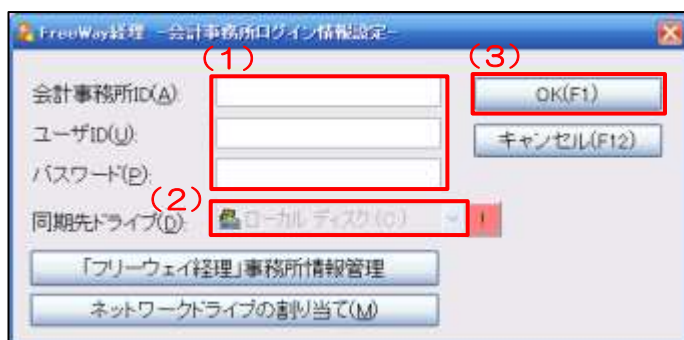 FreeWay経理 -会計事務所ログイン情報設定-
(1)
(3)
会計事務所ID(A):
OK(F1)
ユーザID(U):
キャンセル(F12)
パスワード(P):
(2)
同期先ドライブ(D):
ローカル ディスク (C:)
!
「フリーウェイ経理」事務所情報管理
ネットワークドライブの割り当て(M)